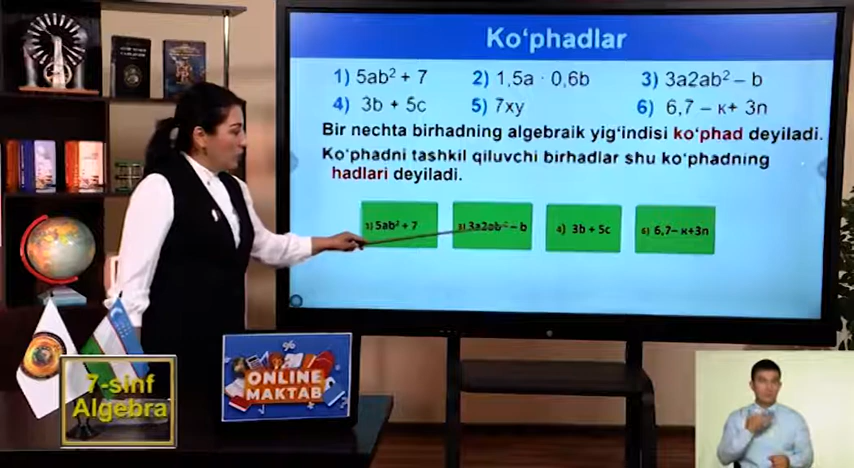 Ko‘phadlar
1) 5ab² + 7 2) 1,5a · 0,6b 3) 3a2ab² – b
4) 3b + 5c 5) 7xy 6) 6,7 – к+ 3n
Bir nechta birhadning algebraik yig‘indisi ko‘phad deyiladi.
Ko‘phadni tashkil qiluvchi birhadlar shu ko‘phadning
hadlari deyiladi.
1) 5ab² + 7 3) 3a2ab² – b 4) 3b + 5c 6) 6,7– к+3n
7-sinf
Algebra
ONLINE
MAKTAB